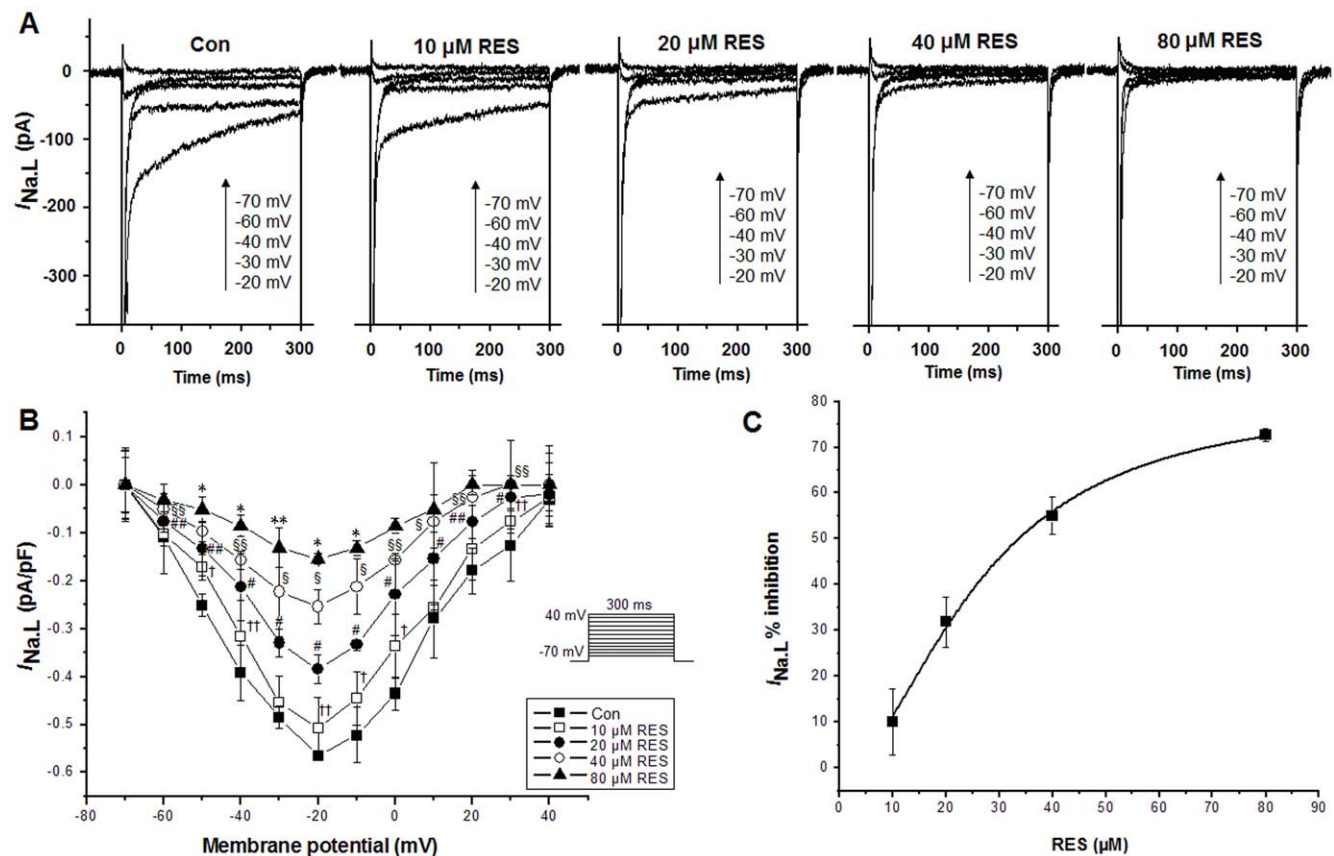 A
Con
10 µM RES
20 µM RES
40 µM RES
80 µM RES
I Na.L (pA)
0
-100
-200
-300
-70 mV
-60 mV
-40 mV
-30 mV
-20 mV
-70 mV
-60 mV
-40 mV
-30 mV
-20 mV
-70 mV
-60 mV
-40 mV
-30 mV
-20 mV
-70 mV
-60 mV
-40 mV
-30 mV
-20 mV
-70 mV
-60 mV
-40 mV
-30 mV
-20 mV
0 100 200 300
0 100 200 300
0 100 200 300
0 100 200 300
0 100 200 300
Time (ms)
Time (ms)
Time (ms)
Time (ms)
Time (ms)
B
I Na.L (pA/pF)
0.1
0.0
-0.1
-0.2
-0.3
-0.4
-0.5
-0.6
* * ** * *
§§ §§ § § § §§ § §§ §§
## ## # # # # # # ## #
† †† †† † † ††
300 ms
40 mV
-70 mV
Con
10 µM RES
20 µM RES
40 µM RES
80 µM RES
-80 -60 -40 -20 0 20 40
Membrane potential (mV)
C
I Na.L % inhibition
80
70
60
50
40
30
20
10
0
0 10 20 30 40 50 60 70 80 90
RES (µM)